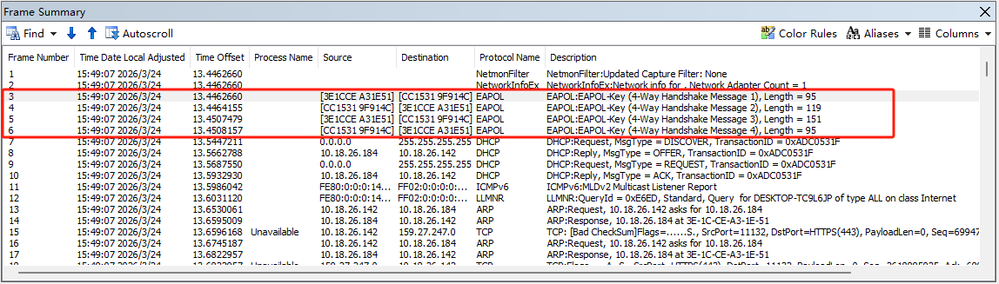 Frame Summary
Find Autoscroll Color Rules Aliases Columns
Frame Number Time Date Local Adjusted Time Offset Process Name Source Destination Protocol Name Description
1 15:49:07 2026/3/24 13.4462660 NetmonFilter NetmonFilter:Updated Capture Filter: None
2 15:49:07 2026/3/24 13.4462660 NetworkInfoEx NetworkInfoEx:Network info for , Network Adapter Count = 1
3 15:49:07 2026/3/24 13.4462660 [3E1CCE A31E51] [CC1531 9F914C] EAPOL EAPOL:EAPOL-Key (4-Way Handshake Message 1), Length = 95
4 15:49:07 2026/3/24 13.4464155 [CC1531 9F914C] [3E1CCE A31E51] EAPOL EAPOL:EAPOL-Key (4-Way Handshake Message 2), Length = 119
5 15:49:07 2026/3/24 13.4507479 [3E1CCE A31E51] [CC1531 9F914C] EAPOL EAPOL:EAPOL-Key (4-Way Handshake Message 3), Length = 151
6 15:49:07 2026/3/24 13.4508157 [CC1531 9F914C] [3E1CCE A31E51] EAPOL EAPOL:EAPOL-Key (4-Way Handshake Message 4), Length = 95
7 15:49:07 2026/3/24 13.5447211 0.0.0.0 255.255.255.255 DHCP DHCP:Request, MsgType = DISCOVER, TransactionID = 0xADC0531F
8 15:49:07 2026/3/24 13.5662788 10.18.26.184 10.18.26.142 DHCP DHCP:Reply, MsgType = OFFER, TransactionID = 0xADC0531F
9 15:49:07 2026/3/24 13.5687550 0.0.0.0 255.255.255.255 DHCP DHCP:Request, MsgType = REQUEST, TransactionID = 0xADC0531F
10 15:49:07 2026/3/24 13.5932930 10.18.26.184 10.18.26.142 DHCP DHCP:Reply, MsgType = ACK, TransactionID = 0xADC0531F
11 15:49:07 2026/3/24 13.5986042 FE80:0:0:0:14... FF02:0:0:0:0:... ICMPv6 ICMPv6:MLDv2 Multicast Listener Report
12 15:49:07 2026/3/24 13.6031120 FE80:0:0:0:14... FF02:0:0:0:0:... LLMNR LLMNR:QueryId = 0xE6ED, Standard, Query for DESKTOP-TC9L6JP of type ALL on class Internet
13 15:49:07 2026/3/24 13.6530061 10.18.26.142 10.18.26.184 ARP ARP:Request, 10.18.26.142 asks for 10.18.26.184
14 15:49:07 2026/3/24 13.6595009 10.18.26.184 10.18.26.142 ARP ARP:Response, 10.18.26.184 at 3E-1C-CE-A3-1E-51
15 15:49:07 2026/3/24 13.6596168 Unavailable 10.18.26.142 159.27.247.0 TCP TCP: [Bad CheckSum]Flags=......S., SrcPort=11132, DstPort=HTTPS(443), PayloadLen=0, Seq=69947
16 15:49:07 2026/3/24 13.6745187 10.18.26.184 10.18.26.142 ARP ARP:Request, 10.18.26.184 asks for 10.18.26.142
17 15:49:07 2026/3/24 13.6822957 10.18.26.142 10.18.26.184 ARP ARP:Response, 10.18.26.184 at 3E-1C-CE-A3-1E-51